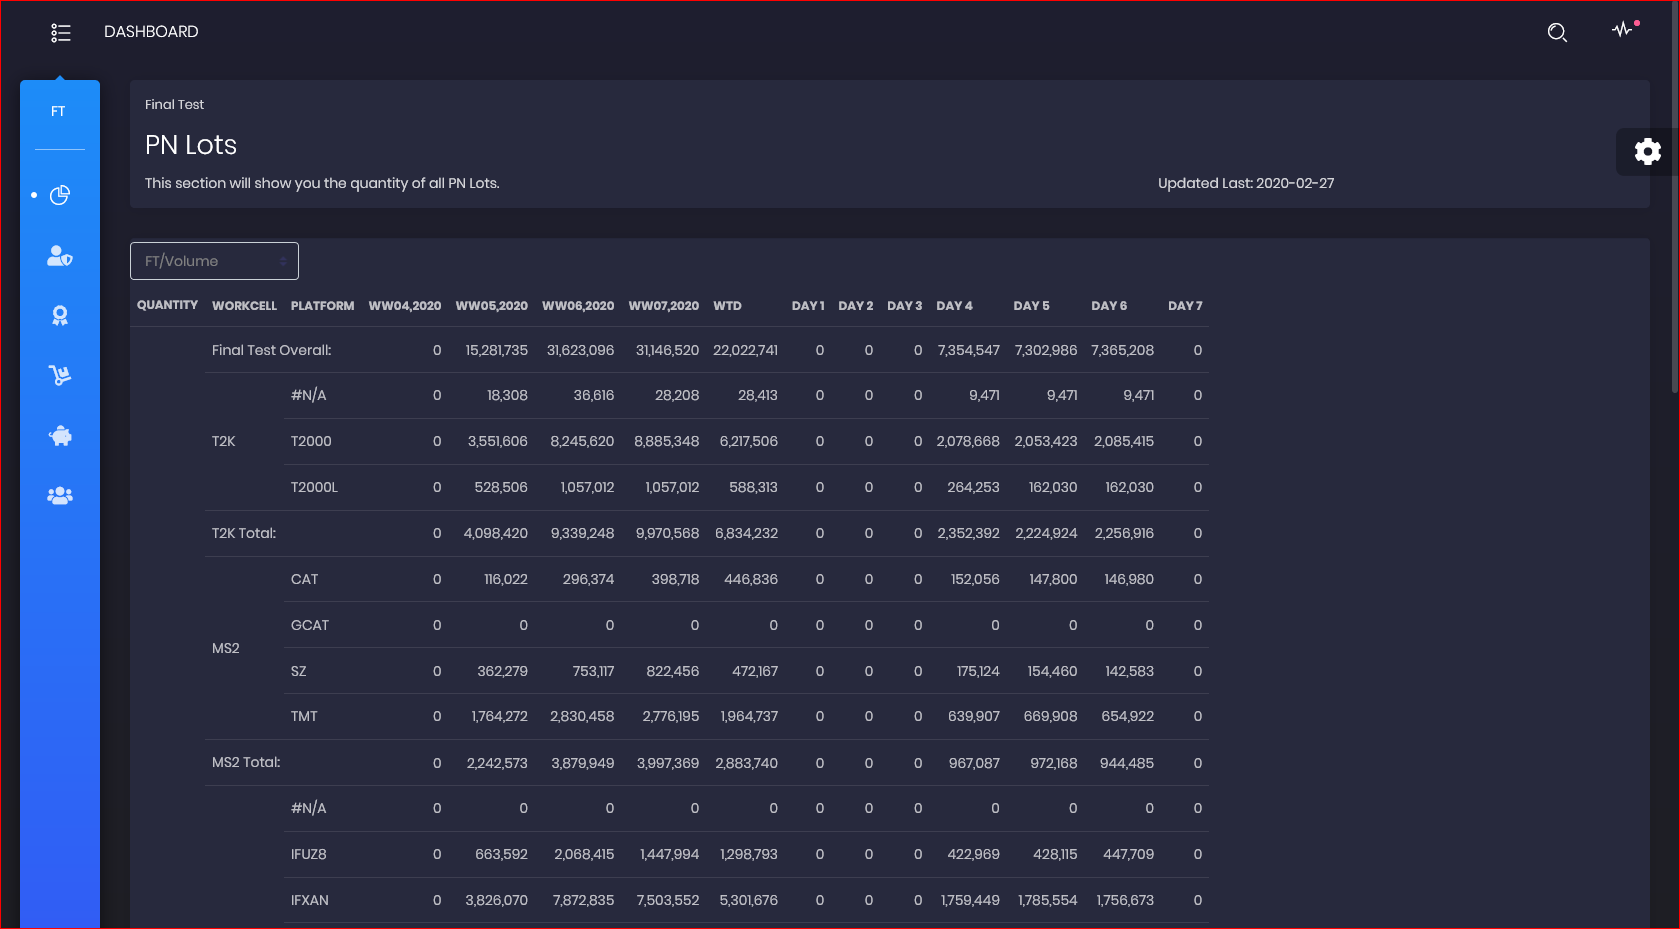 DASHBOARD
FT
Final Test
PN Lots
This section will show you the quantity of all PN Lots.
Updated Last: 2020-02-27
FT/Volume
QUANTITY WORKCELL PLATFORM WW04,2020 WW05,2020 WW06,2020 WW07,2020 WTD DAY 1 DAY 2 DAY 3 DAY 4 DAY 5 DAY 6 DAY 7
Final Test Overall: 0 15,281,735 31,623,096 31,146,520 22,022,741 0 0 0 7,354,547 7,302,986 7,365,208 0
#N/A 0 18,308 36,616 28,208 28,413 0 0 0 9,471 9,471 9,471 0
T2K T2000 0 3,551,606 8,245,620 8,885,348 6,217,506 0 0 0 2,078,668 2,053,423 2,085,415 0
T2000L 0 528,506 1,057,012 1,057,012 588,313 0 0 0 264,253 162,030 162,030 0
T2K Total: 0 4,098,420 9,339,248 9,970,568 6,834,232 0 0 0 2,352,392 2,224,924 2,256,916 0
CAT 0 116,022 296,374 398,718 446,836 0 0 0 152,056 147,800 146,980 0
GCAT 0 0 0 0 0 0 0 0 0 0 0 0
MS2
SZ 0 362,279 753,117 822,456 472,167 0 0 0 175,124 154,460 142,583 0
TMT 0 1,764,272 2,830,458 2,776,195 1,964,737 0 0 0 639,907 669,908 654,922 0
MS2 Total: 0 2,242,573 3,879,949 3,997,369 2,883,740 0 0 0 967,087 972,168 944,485 0
#N/A 0 0 0 0 0 0 0 0 0 0 0 0
IFUZ8 0 663,592 2,068,415 1,447,994 1,298,793 0 0 0 422,969 428,115 447,709 0
IFXAN 0 3,826,070 7,872,835 7,503,552 5,301,676 0 0 0 1,759,449 1,785,554 1,756,673 0